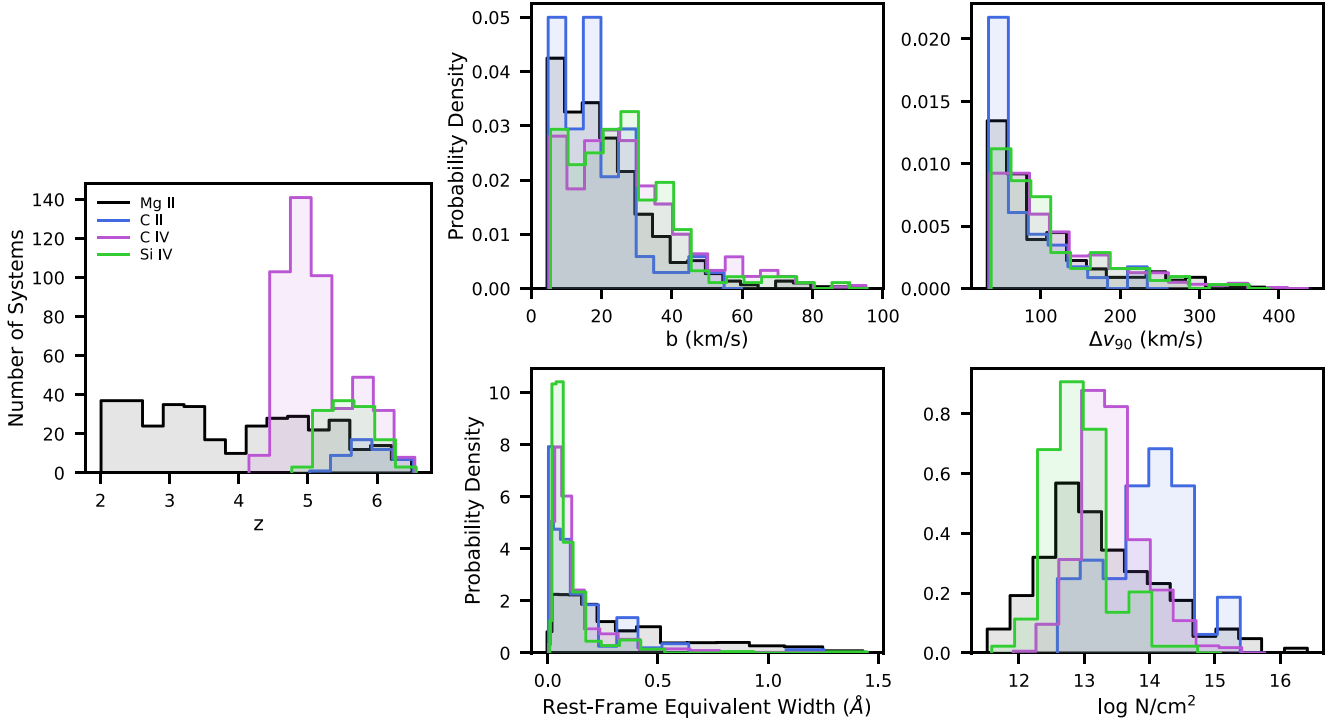 Number of Systems
140
120
100
80
60
40
20
0
Mg II
C II
C IV
Si IV
2 3 4 5 6
z
Probability Density
0.05
0.04
0.03
0.02
0.01
0.00
0 20 40 60 80 100
b (km/s)
0.020
0.015
0.010
0.005
0.000
100 200 300 400
Δv₉₀ (km/s)
Probability Density
10
8
6
4
2
0
0.0 0.5 1.0 1.5
Rest-Frame Equivalent Width (Å)
0.8
0.6
0.4
0.2
0.0
12 13 14 15 16
log N/cm²